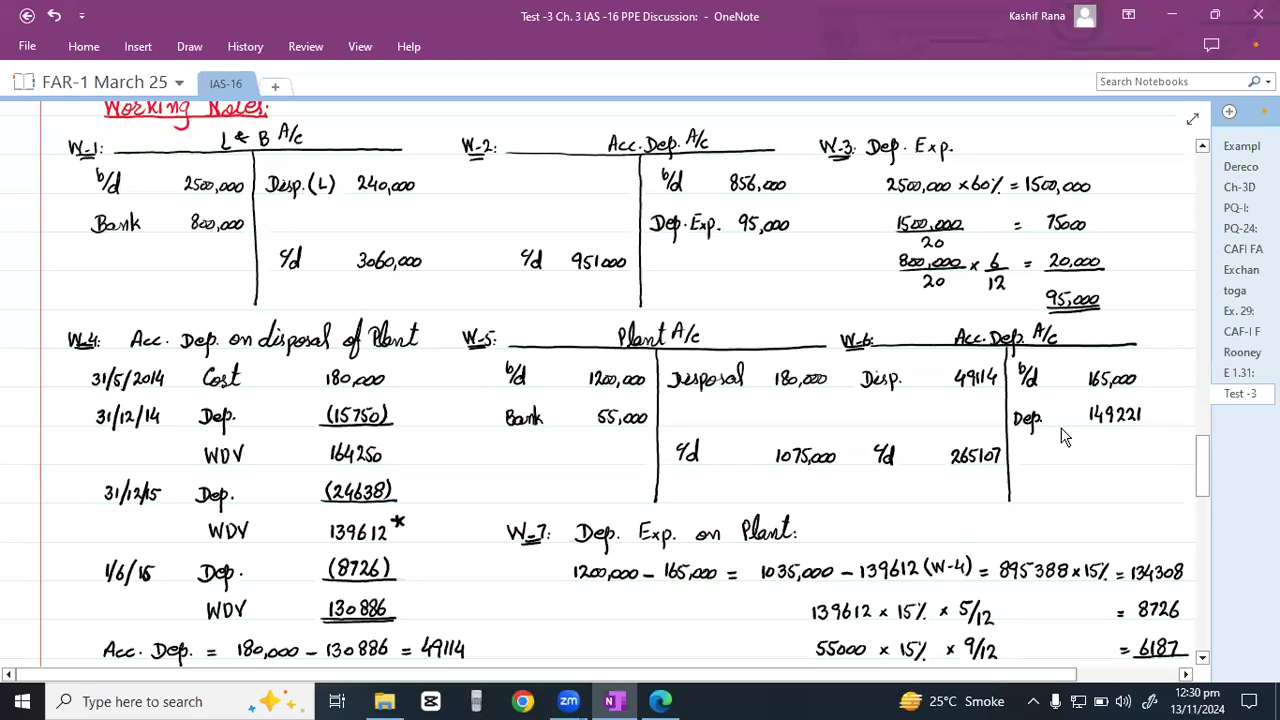 Test -3 Ch. 3 IAS -16 PPE Discussion: - OneNote
Kashif Rana
File Home Insert Draw History Review View Help
FAR-1 March 25
IAS-16
Search Notebooks
Working Notes:
W-1: L & B A/c
b/d 2500,000 Disp.(L) 240,000
Bank 800,000
c/d 3060,000
W-2: Acc.Dep. A/c
b/d 856,000
Dep.Exp. 95,000
c/d 951000
W-3: Dep. Exp.
2500,000 x 60% = 1500,000
1500,000
20
= 75000
800,000
20
x 6/12 = 20,000
95,000
W-4: Acc. Dep. on disposal of Plant
31/5/2014 Cost 180,000
31/12/14 Dep. (15750)
WDV 164250
31/12/15 Dep. (24638)
WDV 139612*
1/6/16 Dep. (8726)
WDV 130886
Acc. Dep. = 180,000 - 130886 = 49114
W-5: Plant A/c
b/d 1200,000 Disposal 180,000
Bank 55,000
c/d 1075,000
W-6: Acc.Dep. A/c
Disp. 49114 b/d 165,000
Dep. 149221
c/d 265107
W-7: Dep. Exp. on Plant:
1200,000 - 165,000 = 1035,000 - 139612 (W-4) = 895388 x 15% = 134308
139612 x 15% x 5/12 = 8726
55000 x 15% x 9/12 = 6187
Exampl
Dereco
Ch-3D
PQ-I:
PQ-24:
CAFI FA
Exchan
toga
Ex. 29:
CAF-I F
Rooney
E 1.31:
Test -3
Type here to search
25°C Smoke
12:30 pm
13/11/2024